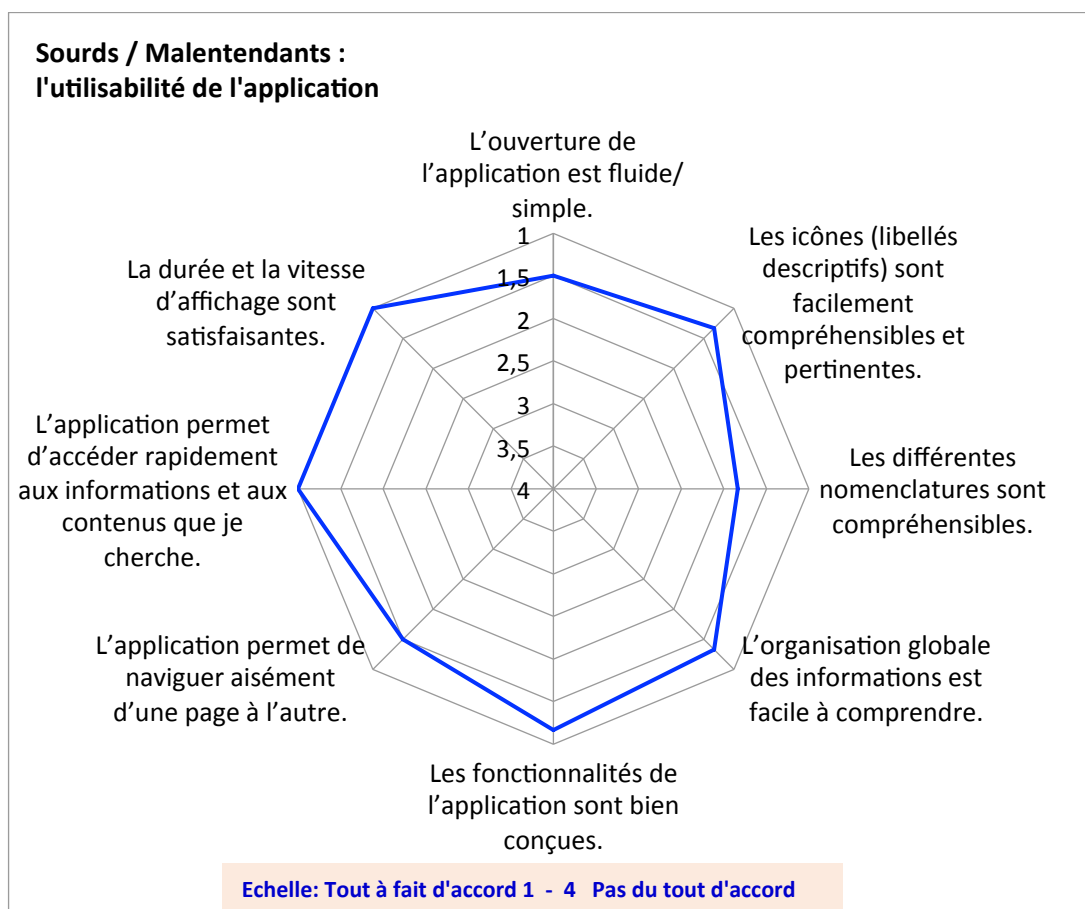 Sourds / Malentendants :
l'utilisabilité de l'application
L’ouverture de
l’application est fluide/
simple.
Les icônes (libellés
descriptifs) sont
facilement
compréhensibles et
pertinentes.
Les différentes
nomenclatures sont
compréhensibles.
L’organisation globale
des informations est
facile à comprendre.
Les fonctionnalités de
l’application sont bien
conçues.
L’application permet de
naviguer aisément
d’une page à l’autre.
L’application permet
d’accéder rapidement
aux informations et aux
contenus que je
cherche.
La durée et la vitesse
d’affichage sont
satisfaisantes.
1
1,5
2
2,5
3
3,5
4
Echelle: Tout à fait d'accord 1 - 4 Pas du tout d'accord